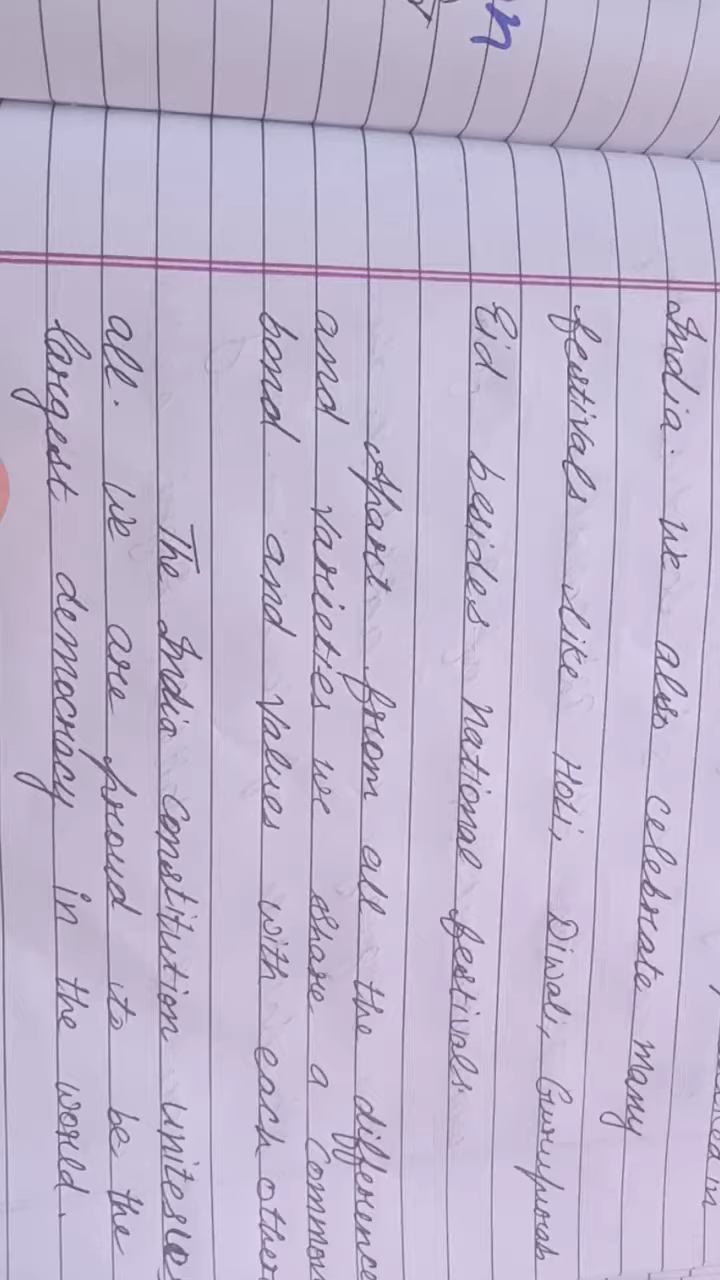 India. We also celebrate many
festivals like Holi, Diwali, Gurupurab
Eid besides national festivals
Apart from all the difference
and varieties we share a common
bond and values with each other
The India Constitution unites
all. We are proud to be the
largest democracy in the world.